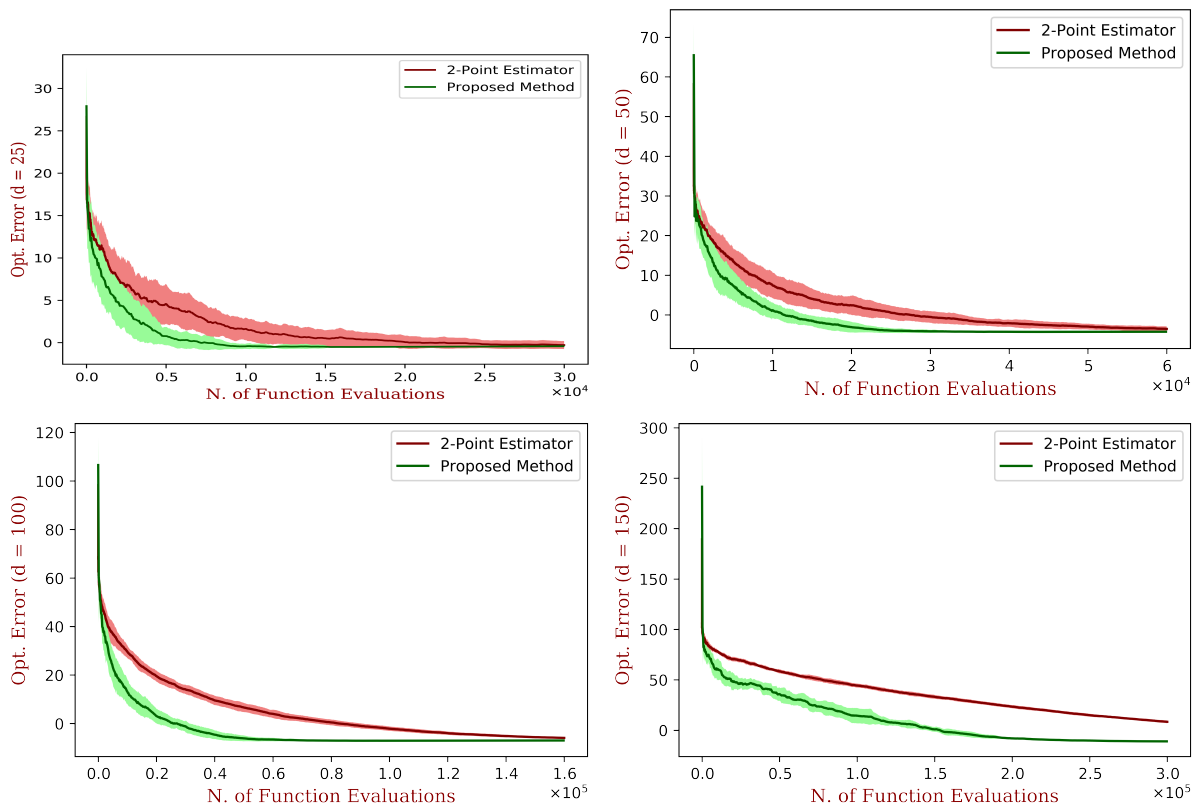 2-Point Estimator
Proposed Method
30
25
20
15
10
5
0
Opt. Error (d = 25)
0.0 0.5 1.0 1.5 2.0 2.5 3.0
×10⁴
N. of Function Evaluations
2-Point Estimator
Proposed Method
70
60
50
40
30
20
10
0
Opt. Error (d = 50)
0 1 2 3 4 5 6
×10⁴
N. of Function Evaluations
2-Point Estimator
Proposed Method
120
100
80
60
40
20
0
Opt. Error (d = 100)
0.0 0.2 0.4 0.6 0.8 1.0 1.2 1.4 1.6
×10⁵
N. of Function Evaluations
2-Point Estimator
Proposed Method
300
250
200
150
100
50
0
Opt. Error (d = 150)
0.0 0.5 1.0 1.5 2.0 2.5 3.0
×10⁵
N. of Function Evaluations